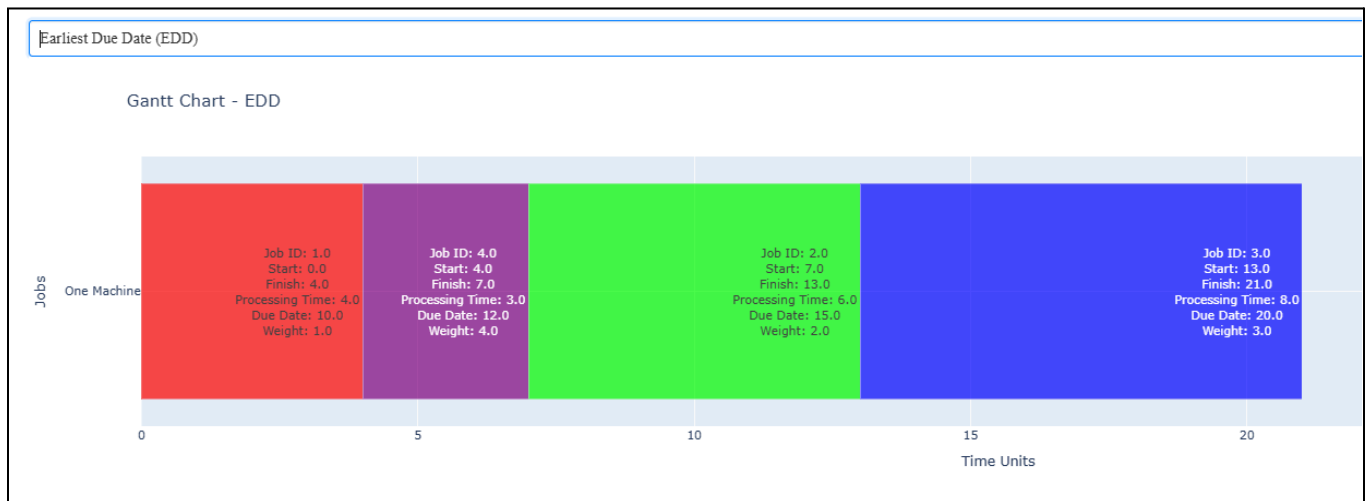 Earliest Due Date (EDD)
Gantt Chart - EDD
Jobs
One Machine
Job ID: 1.0
Start: 0.0
Finish: 4.0
Processing Time: 4.0
Due Date: 10.0
Weight: 1.0
Job ID: 4.0
Start: 4.0
Finish: 7.0
Processing Time: 3.0
Due Date: 12.0
Weight: 4.0
Job ID: 2.0
Start: 7.0
Finish: 13.0
Processing Time: 6.0
Due Date: 15.0
Weight: 2.0
Job ID: 3.0
Start: 13.0
Finish: 21.0
Processing Time: 8.0
Due Date: 20.0
Weight: 3.0
0 5 10 15 20
Time Units